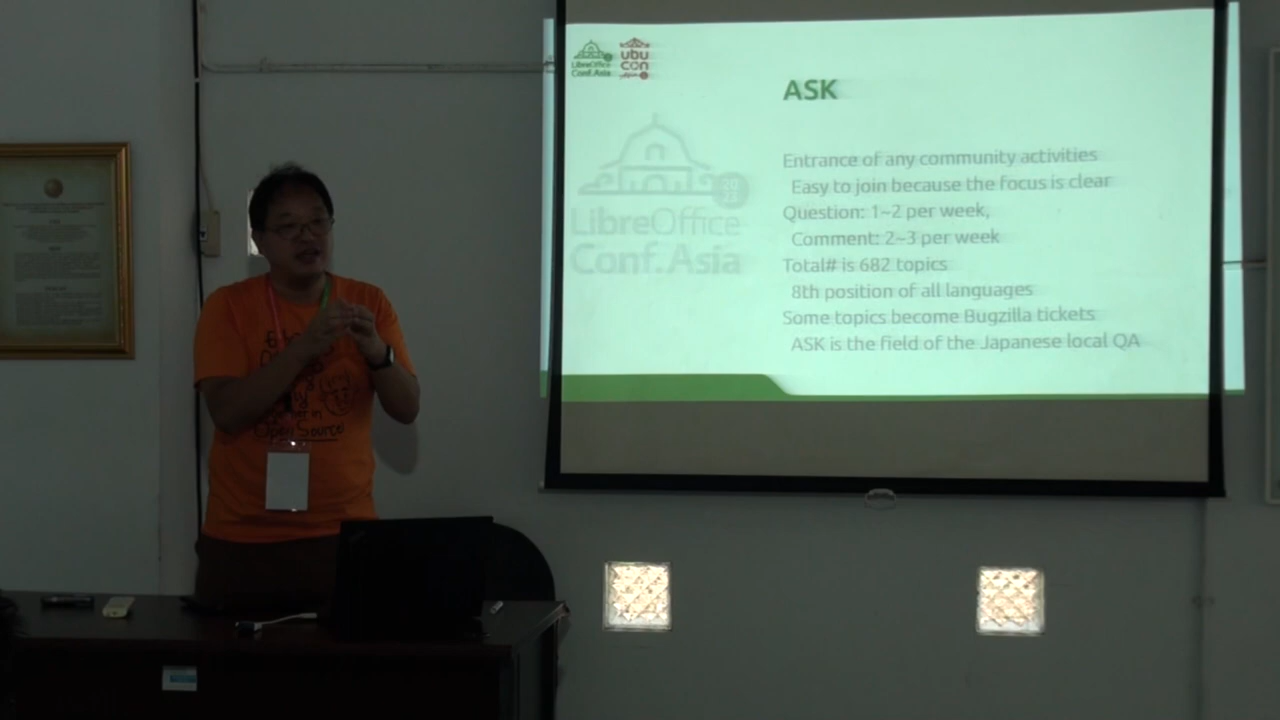 LibreOffice
Conf.Asia
ubu
con
ASK
20
23
LibreOffice
Conf.Asia
Entrance of any community activities
Easy to join because the focus is clear
Question: 1~2 per week,
Comment: 2~3 per week
Total# is 682 topics
8th position of all languages
Some topics become Bugzilla tickets
ASK is the field of the Japanese local QA
Open Source!